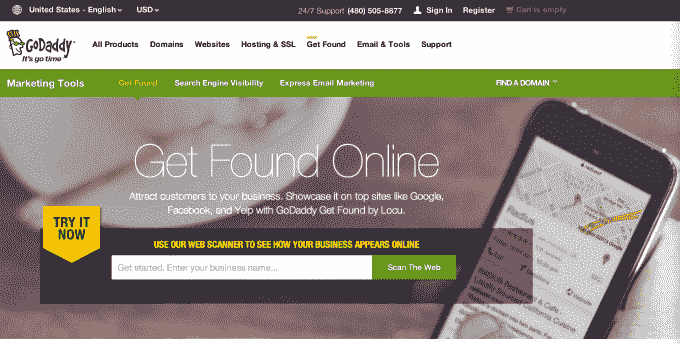 United States - English USD 24/7 Support (480) 505-8877 Sign In Register Cart is empty
GoDaddy™
It's go time™
All Products Domains Websites Hosting & SSL Get Found Email & Tools Support
Marketing Tools Get Found Search Engine Visibility Express Email Marketing FIND A DOMAIN
Get Found Online
Attract customers to your business. Showcase it on top sites like Google,
Facebook, and Yelp with GoDaddy Get Found by Locu.
TRY IT
NOW
USE OUR WEB SCANNER TO SEE HOW YOUR BUSINESS APPEARS ONLINE
Get started. Enter your business name... Scan The Web
Radius